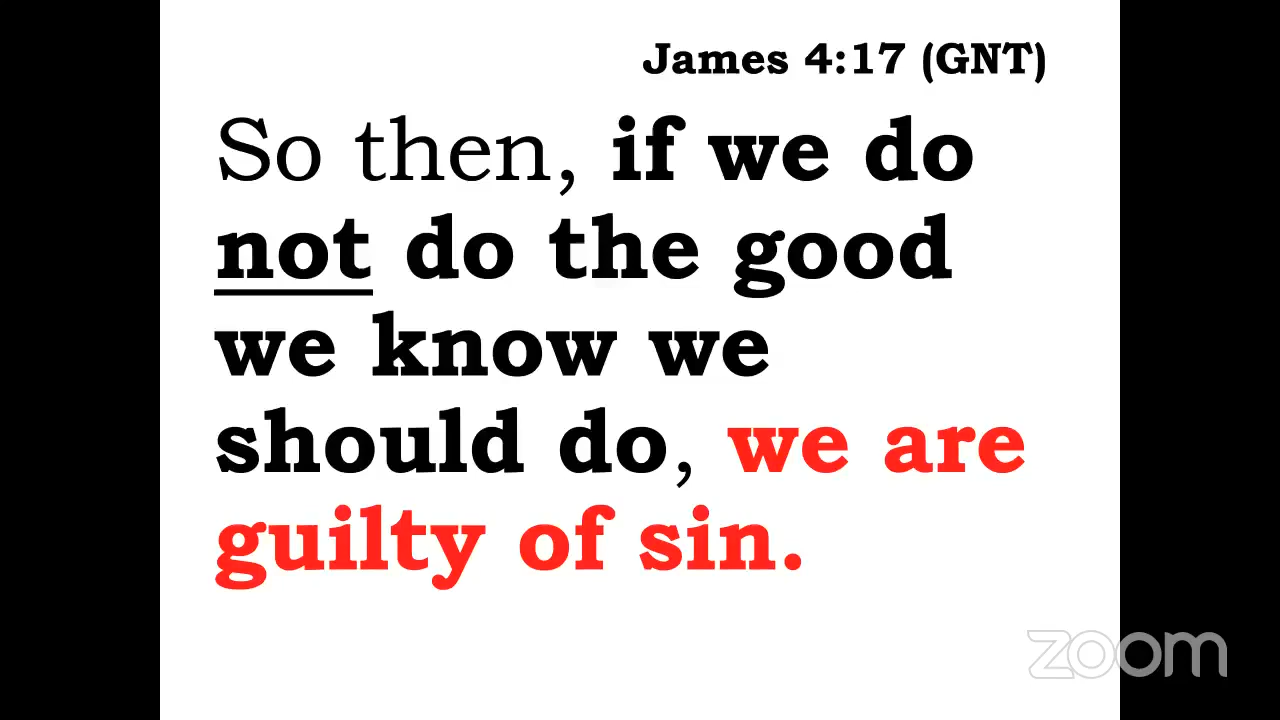 James 4:17 (GNT)
So then, if we do
not do the good
we know we
should do, we are
guilty of sin.
zoom